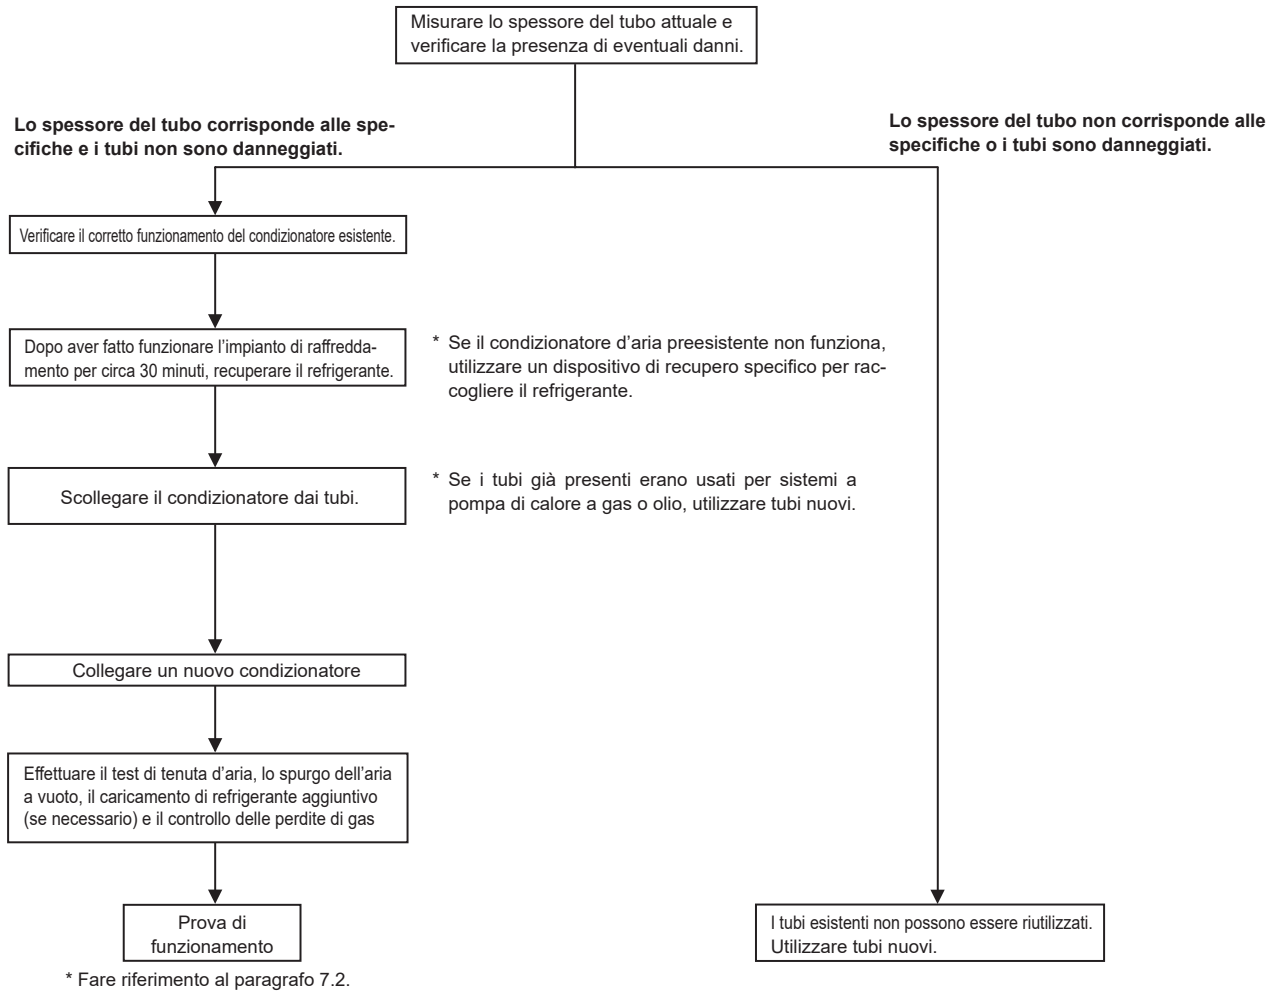 Misurare lo spessore del tubo attuale e
verificare la presenza di eventuali danni.
Lo spessore del tubo corrisponde alle spe-
cifiche e i tubi non sono danneggiati.
Lo spessore del tubo non corrisponde alle
specifiche o i tubi sono danneggiati.
Verificare il corretto funzionamento del condizionatore esistente.
Dopo aver fatto funzionare l’impianto di raffredda-
mento per circa 30 minuti, recuperare il refrigerante.
* Se il condizionatore d’aria preesistente non funziona,
utilizzare un dispositivo di recupero specifico per rac-
cogliere il refrigerante.
Scollegare il condizionatore dai tubi.
* Se i tubi già presenti erano usati per sistemi a
pompa di calore a gas o olio, utilizzare tubi nuovi.
Collegare un nuovo condizionatore
Effettuare il test di tenuta d’aria, lo spurgo dell’aria
a vuoto, il caricamento di refrigerante aggiuntivo
(se necessario) e il controllo delle perdite di gas
Prova di
funzionamento
* Fare riferimento al paragrafo 7.2.
I tubi esistenti non possono essere riutilizzati.
Utilizzare tubi nuovi.